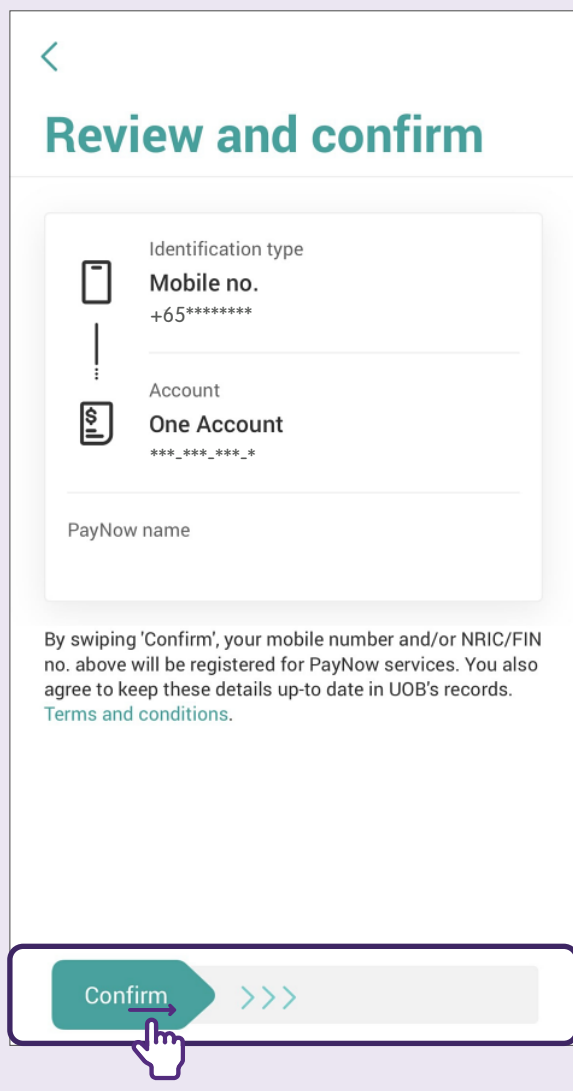 Review and confirm
Identification type
Mobile no.
+65********
Account
One Account
***-***-***-*
PayNow name
By swiping 'Confirm', your mobile number and/or NRIC/FIN
no. above will be registered for PayNow services. You also
agree to keep these details up-to date in UOB's records.
Terms and conditions.
Confirm